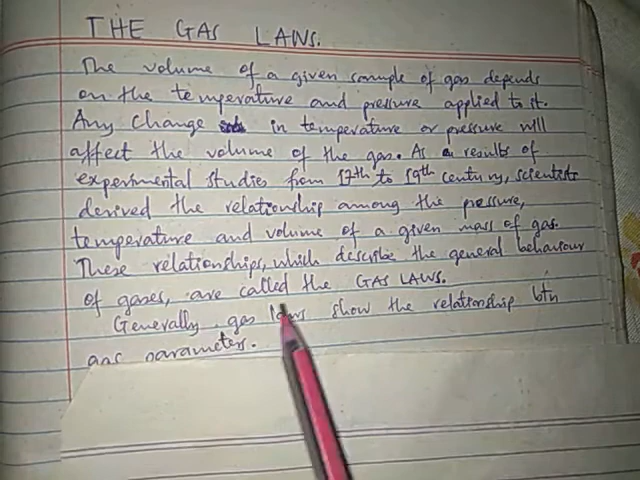 THE GAS LAWS.
The volume of a given sample of gas depends
on the temperature and pressure applied to it.
Any change in temperature or pressure will
affect the volume of the gas. As a results of
experimental studies from 17th to 19th century, scientists
derived the relationship among the pressure,
temperature and volume of a given mass of gas.
These relationships, which describe the general behaviour
of gases, are called the GAS LAWS.
Generally, gas laws show the relationship btn
gas parameters.